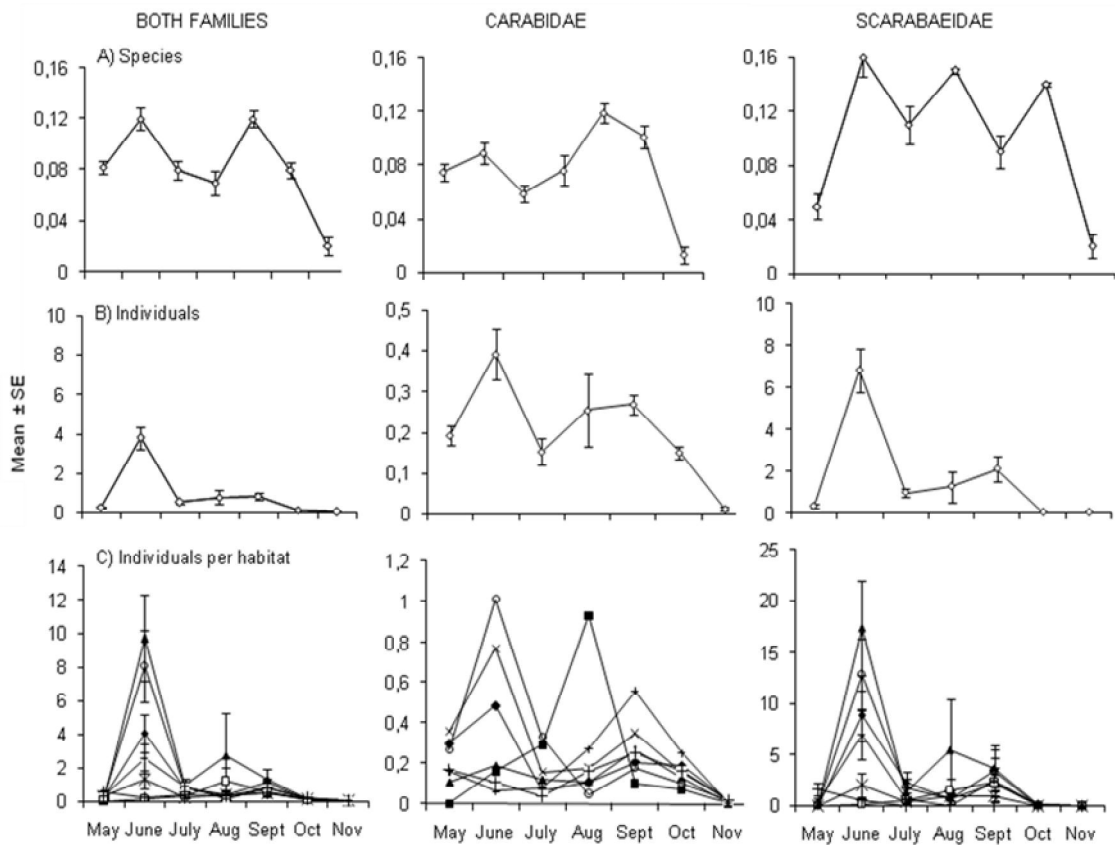 BOTH FAMILIES CARABIDAE SCARABAEIDAE
A) Species
0,16 0,16 0,16
0,12 0,12 0,12
0,08 0,08 0,08
0,04 0,04 0,04
0 0 0
B) Individuals
10 0,5 10
8 0,4 8
6 0,3 6
4 0,2 4
2 0,1 2
0 0 0
Mean ± SE
C) Individuals per habitat
14 1,2 25
12 1 20
10 0,8 15
8 0,6 10
6 0,4 5
4 0,2 0
2 0
0
May June July Aug Sept Oct Nov May June July Aug Sept Oct Nov May June July Aug Sept Oct Nov